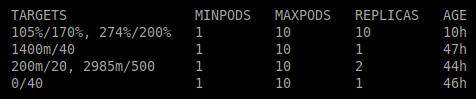 TARGETS MINPODS MAXPODS REPLICAS AGE
105%/170%, 274%/200% 1 10 10 10h
1400m/40 1 10 1 47h
200m/20, 2985m/500 1 10 2 44h
0/40 1 10 1 46h